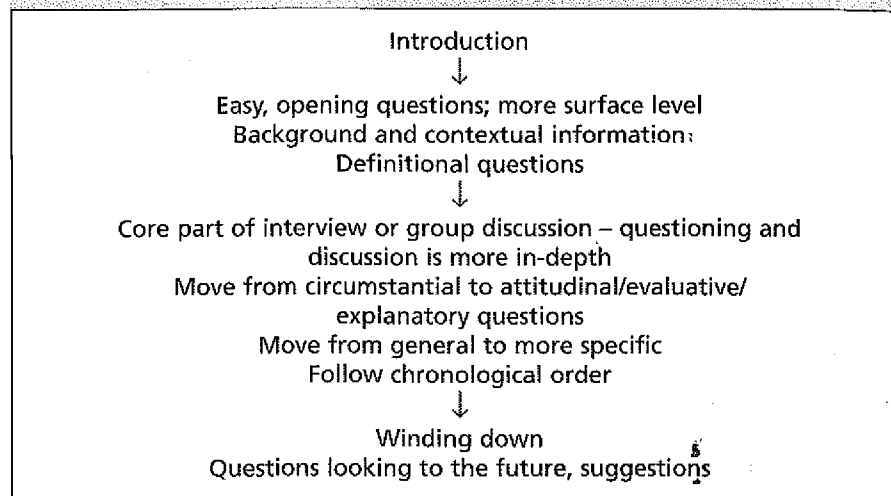 Introduction
↓
Easy, opening questions; more surface level
Background and contextual information
Definitional questions
↓
Core part of interview or group discussion – questioning and
discussion is more in-depth
Move from circumstantial to attitudinal/evaluative/
explanatory questions
Move from general to more specific
Follow chronological order
↓
Winding down
Questions looking to the future, suggestions